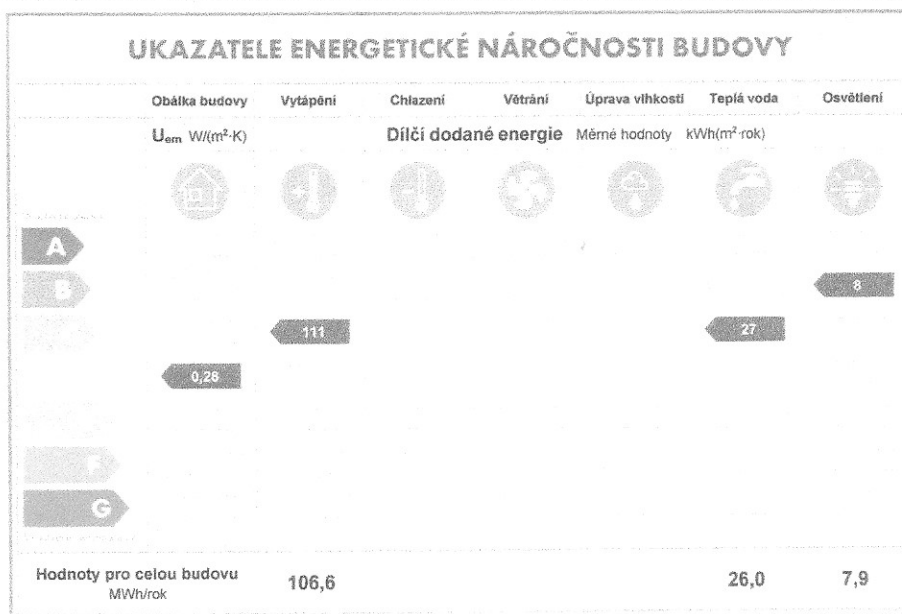 UKAZATELE ENERGETICKÉ NÁROČNOSTI BUDOVY
Obálka budovy Vytápění Chlazení Větrání Úprava vlhkosti Teplá voda Osvětlení
Uem W/(m²·K) Dílčí dodané energie Měrné hodnoty kWh(m²·rok)
A
B
8
111
27
0,28
F
G
Hodnoty pro celou budovu
MWh/rok
106,6
26,0
7,9